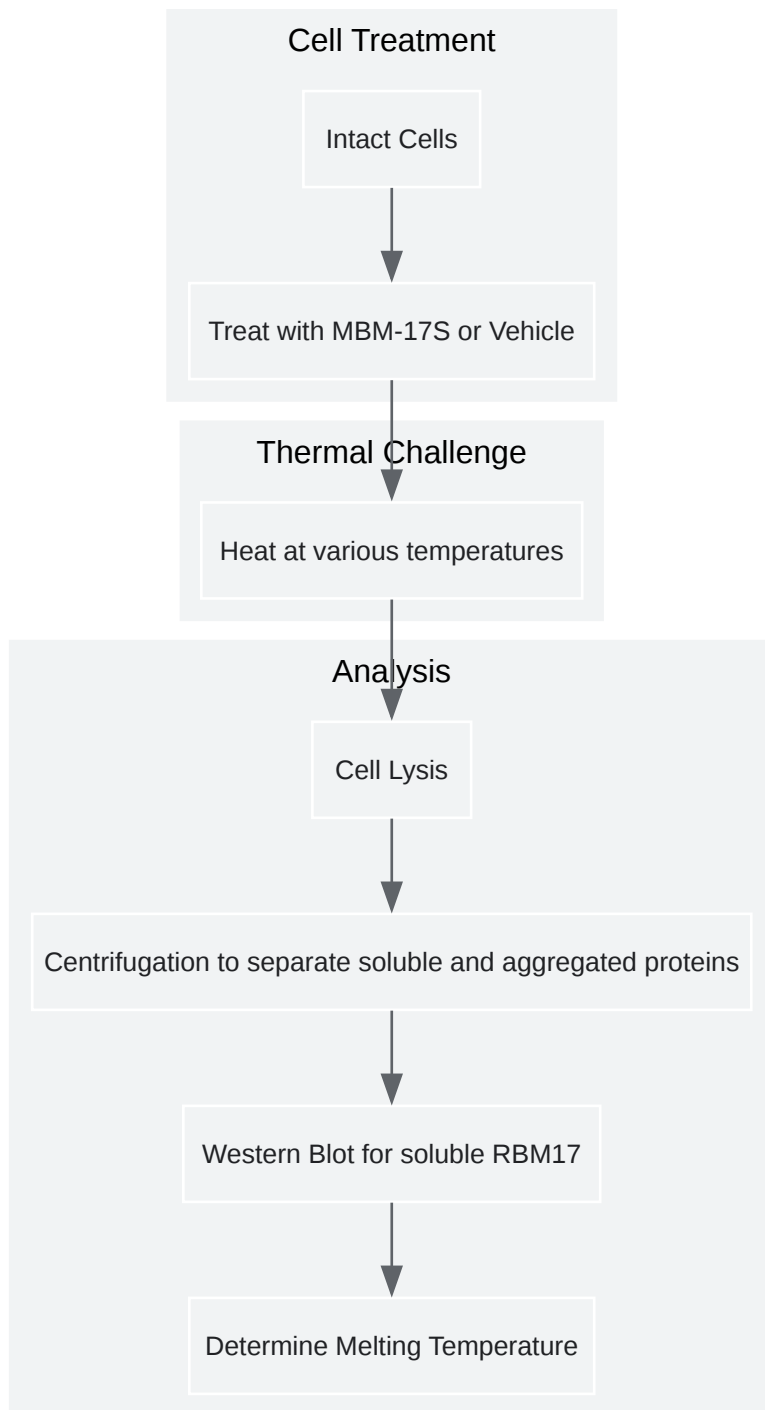 Cell Treatment
Intact Cells
Treat with MBM-17S or Vehicle
Thermal Challenge
Heat at various temperatures
Analysis
Cell Lysis
Centrifugation to separate soluble and aggregated proteins
Western Blot for soluble RBM17
Determine Melting Temperature